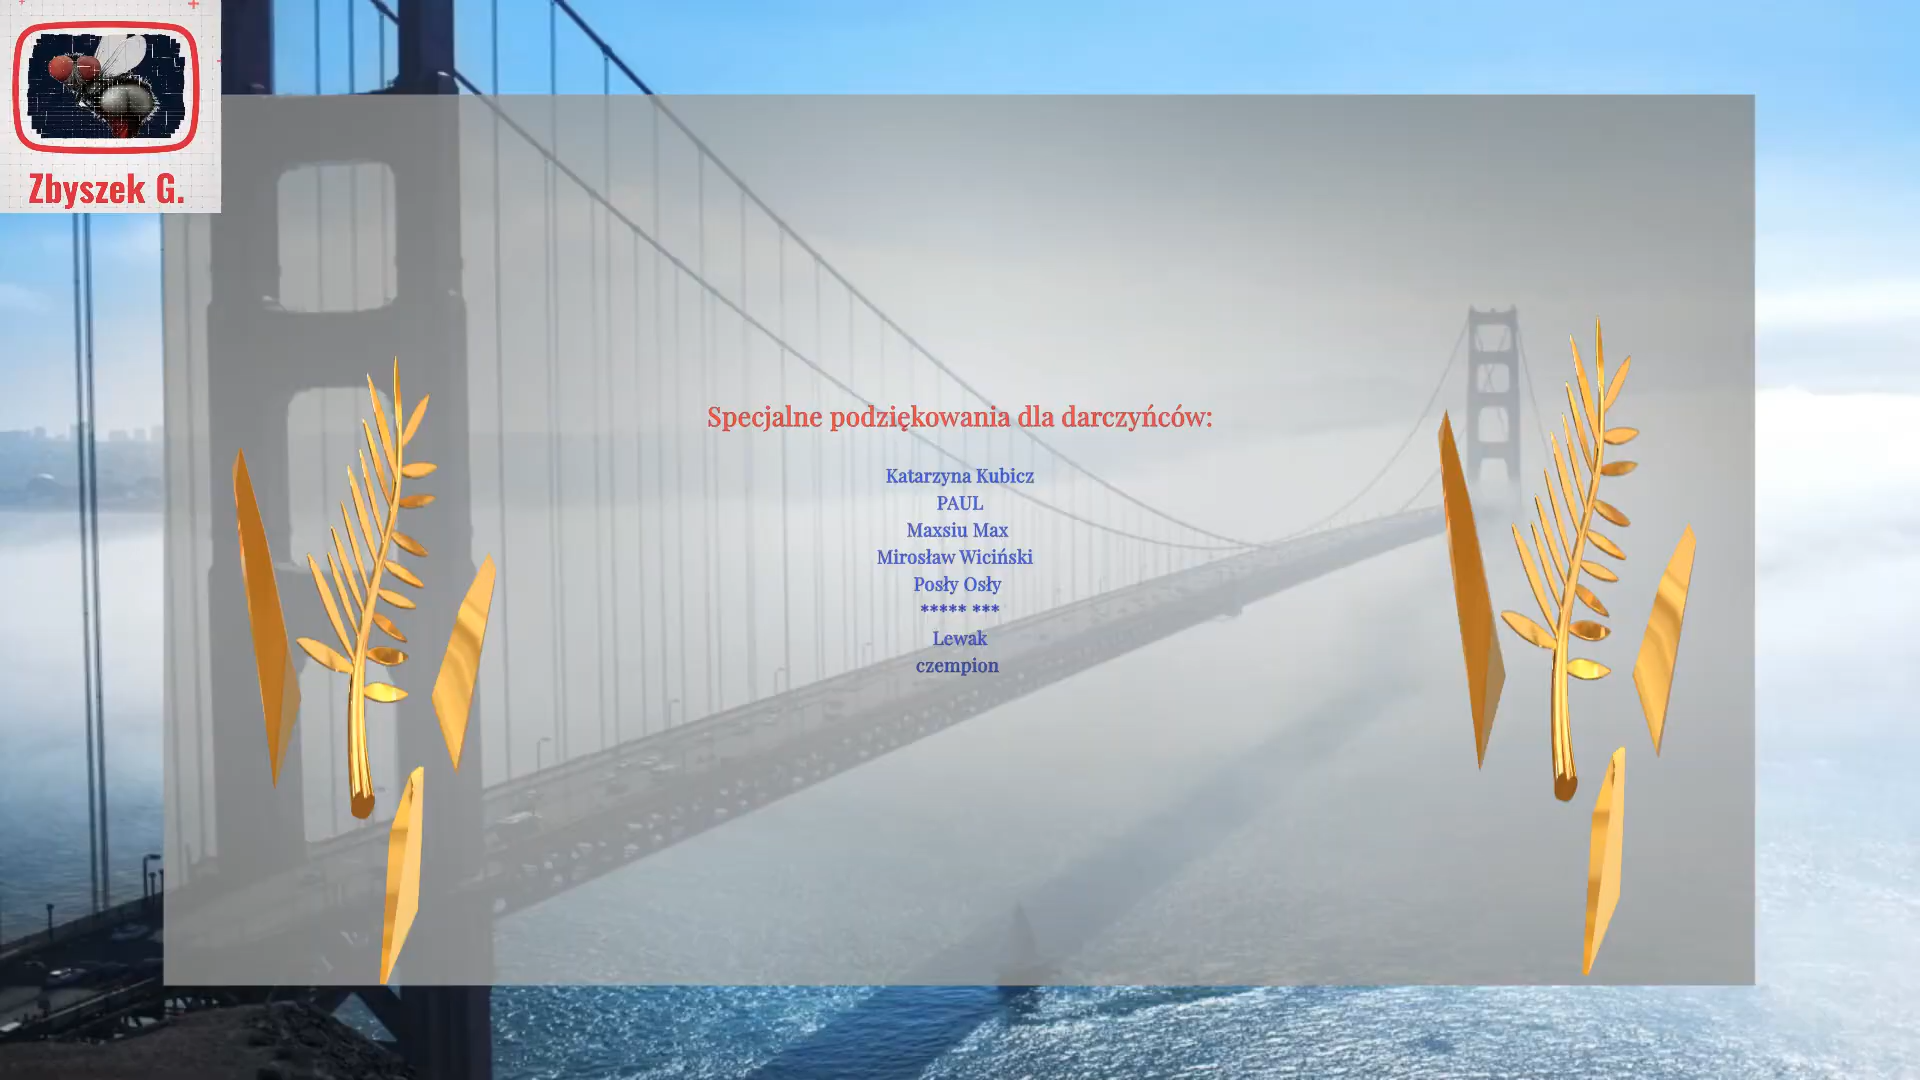 Zbyszek G.
Specjalne podziękowania dla darczyńców:
Katarzyna Kubicz
PAUL
Maxsiu Max
Mirosław Wiciński
Posły Osły
***** ***
Lewak
czempion